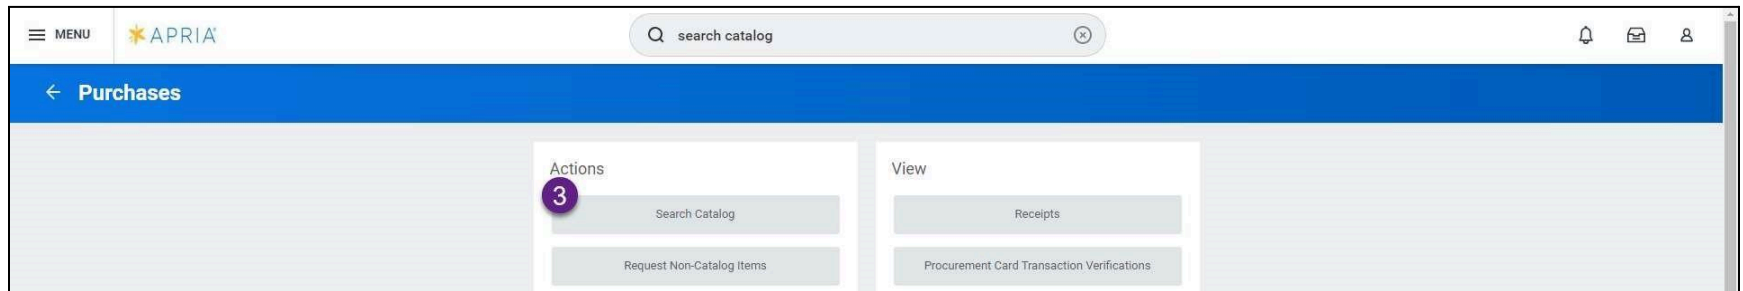 MENU
APRIA
search catalog
Purchases
Actions
3
Search Catalog
Request Non-Catalog Items
View
Receipts
Procurement Card Transaction Verifications